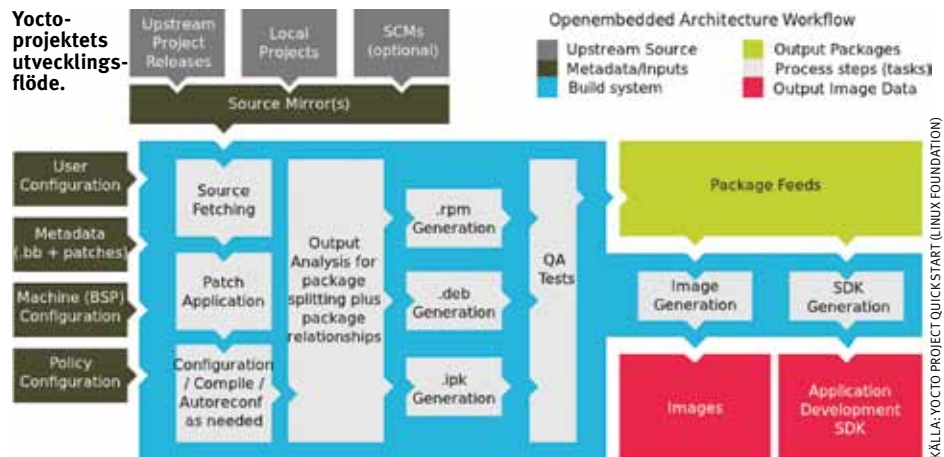 Yocto-
projektets
utvecklings-
flöde.
Upstream
Project
Releases
Local
Projects
SCMs
(optional)
Openembedded Architecture Workflow
Upstream Source
Metadata/Inputs
Build system
Output Packages
Process steps (tasks)
Output Image Data
Source Mirror(s)
User
Configuration
Metadata
(.bb + patches)
Machine (BSP)
Configuration
Policy
Configuration
Source
Fetching
Patch
Application
Configuration
/ Compile /
Autoreconf
as needed
Output
Analysis for
package
splitting plus
package
relationships
.rpm
Generation
.deb
Generation
.ipk
Generation
QA
Tests
Package Feeds
Image
Generation
SDK
Generation
Images
Application
Development
SDK
KÄLLA: YOCTO PROJECT QUICK START (LINUX FOUNDATION)